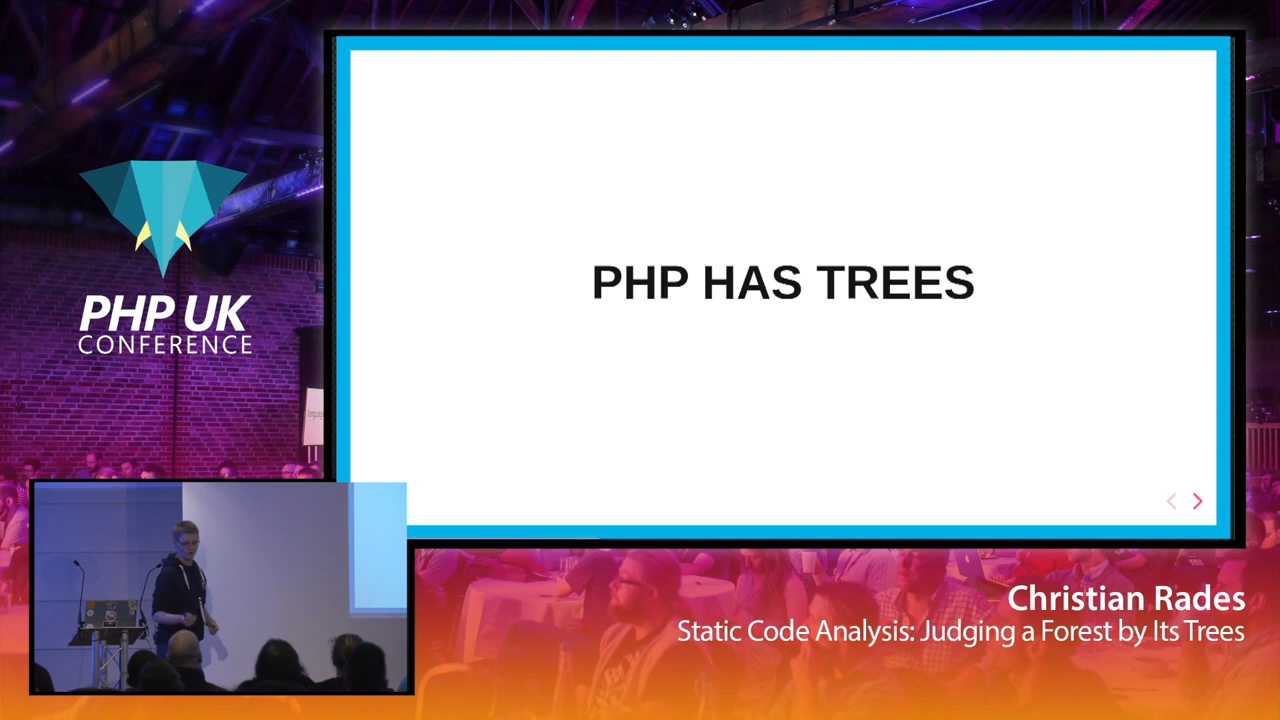 PHP HAS TREES
PHP UK
CONFERENCE
Christian Rades
Static Code Analysis: Judging a Forest by Its Trees